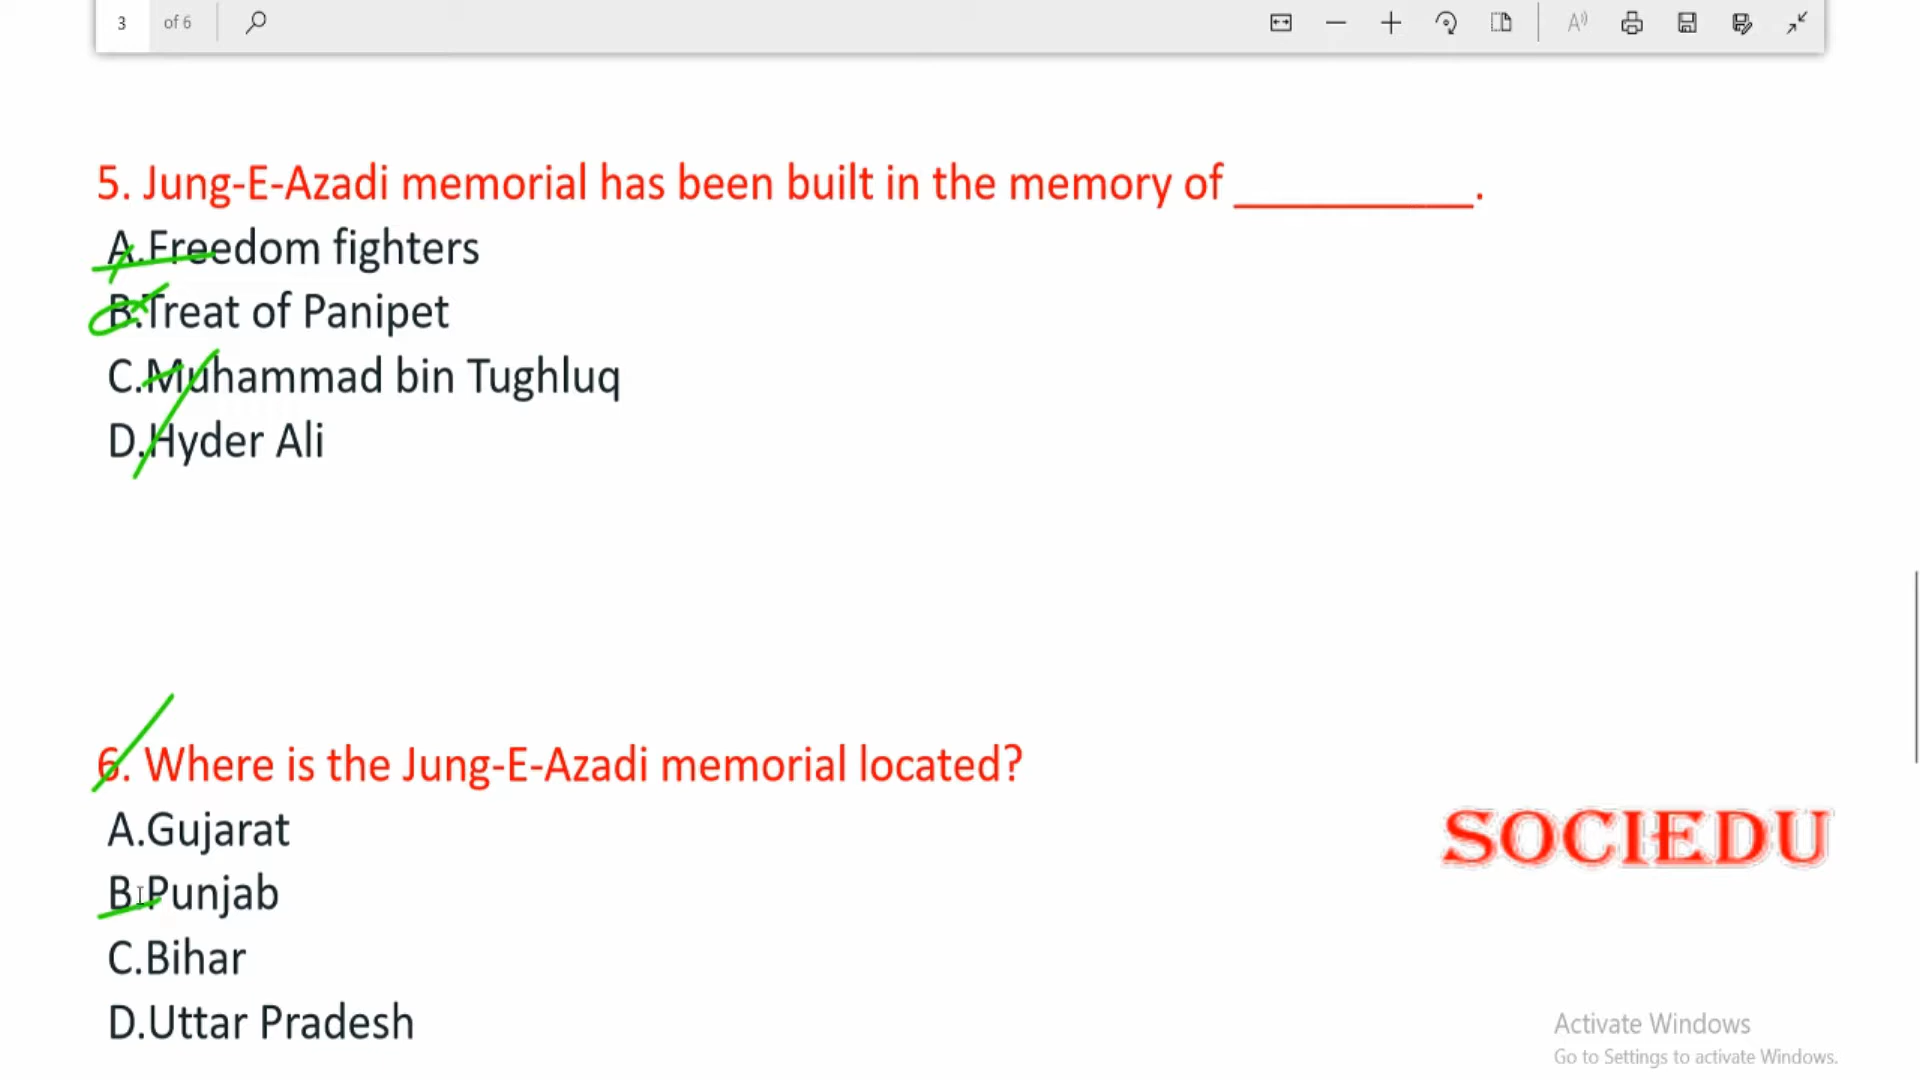 3 of 6
5. Jung-E-Azadi memorial has been built in the memory of __________.
A.Freedom fighters
B.Treat of Panipet
C.Muhammad bin Tughluq
D.Hyder Ali
6. Where is the Jung-E-Azadi memorial located?
A.Gujarat
B.Punjab
C.Bihar
D.Uttar Pradesh
SOCIEDU
Activate Windows
Go to Settings to activate Windows.